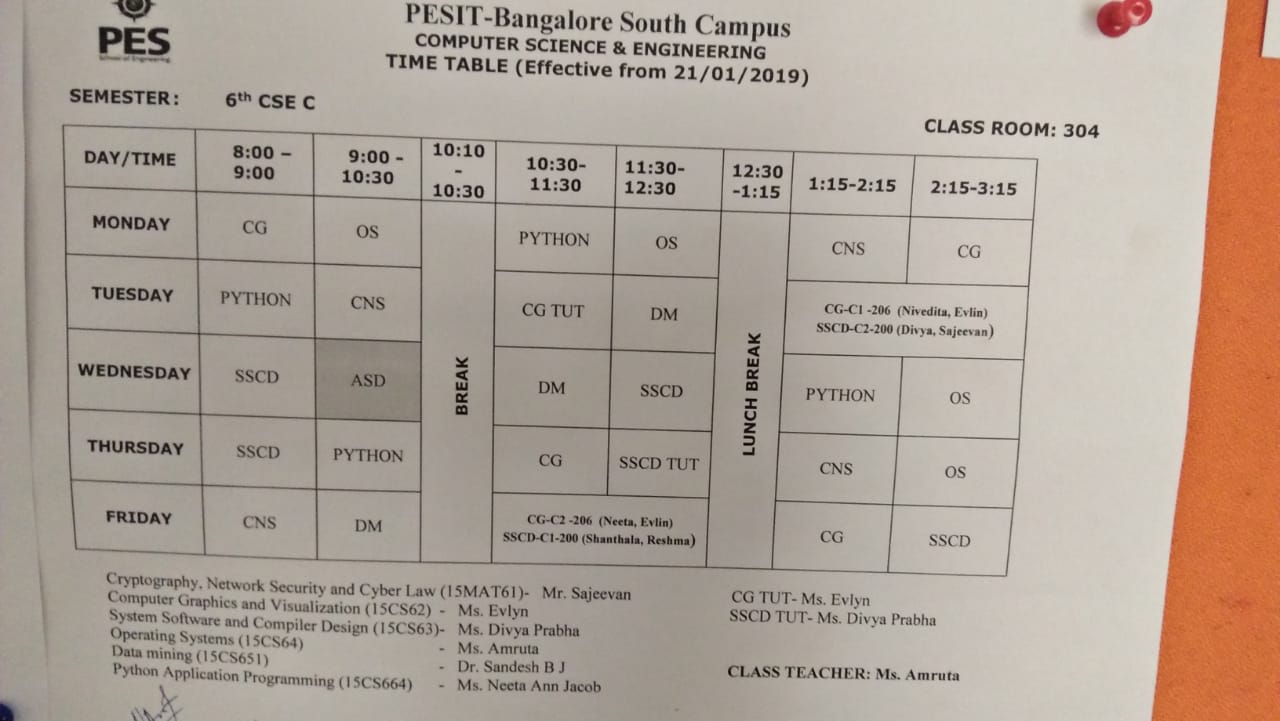 PES
School of Engineering
PESIT-Bangalore South Campus
COMPUTER SCIENCE & ENGINEERING
TIME TABLE (Effective from 21/01/2019)
SEMESTER: 6th CSE C
CLASS ROOM: 304
DAY/TIME 8:00 – 9:00 9:00 - 10:30 10:10 - 10:30 10:30- 11:30 11:30- 12:30 12:30 -1:15 1:15-2:15 2:15-3:15
MONDAY CG OS PYTHON OS CNS CG
TUESDAY PYTHON CNS CG TUT DM CG-C1 -206 (Nivedita, Evlin)
SSCD-C2-200 (Divya, Sajeevan)
BREAK
LUNCH BREAK
WEDNESDAY SSCD ASD DM SSCD PYTHON OS
THURSDAY SSCD PYTHON CG SSCD TUT CNS OS
FRIDAY CNS DM CG-C2 -206 (Neeta, Evlin)
SSCD-C1-200 (Shanthala, Reshma)
CG SSCD
Cryptography, Network Security and Cyber Law (15MAT61)- Mr. Sajeevan
Computer Graphics and Visualization (15CS62) - Ms. Evlyn
System Software and Compiler Design (15CS63)- Ms. Divya Prabha
Operating Systems (15CS64) - Ms. Amruta
Data mining (15CS651) - Dr. Sandesh B J
Python Application Programming (15CS664) - Ms. Neeta Ann Jacob
CG TUT- Ms. Evlyn
SSCD TUT- Ms. Divya Prabha
CLASS TEACHER: Ms. Amruta